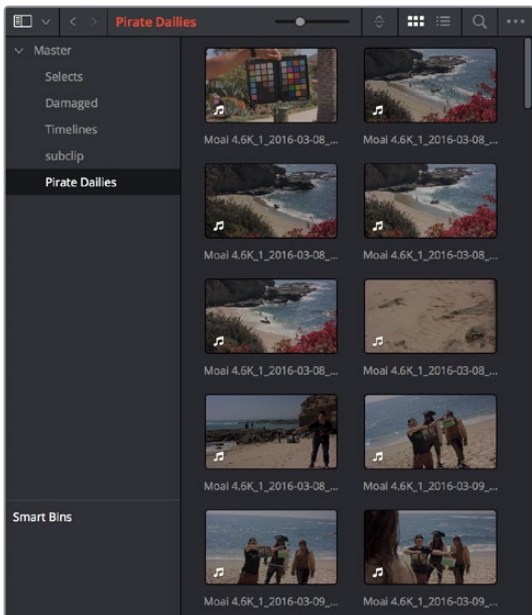 Pirate Dailies
Master
Selects
Damaged
Timelines
subclip
Pirate Dailies
Smart Bins
Moai 4.6K_1_2016-03-08_...
Moai 4.6K_1_2016-03-08_...
Moai 4.6K_1_2016-03-08_...
Moai 4.6K_1_2016-03-08_...
Moai 4.6K_1_2016-03-08_...
Moai 4.6K_1_2016-03-08_...
Moai 4.6K_1_2016-03-08_...
Moai 4.6K_1_2016-03-09_...
Moai 4.6K_1_2016-03-09_...
Moai 4.6K_1_2016-03-09_...